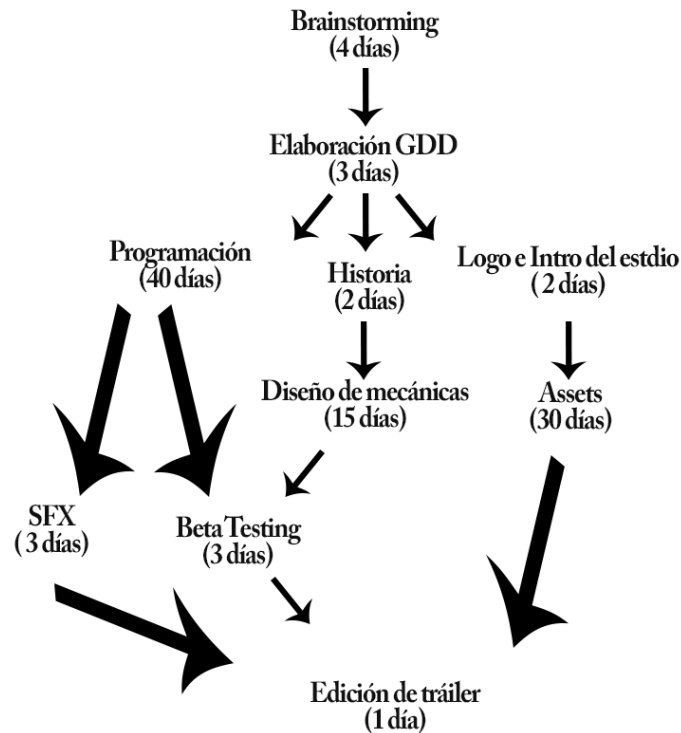 Brainstorming
(4 días)
Elaboración GDD
(3 días)
Programación
(40 días)
Historia
(2 días)
Logo e Intro del estdio
( 2 días)
Diseño de mecánicas
(15 días)
Assets
(30 días)
SFX
( 3 días)
Beta Testing
(3 días)
Edición de tráiler
(1 día)